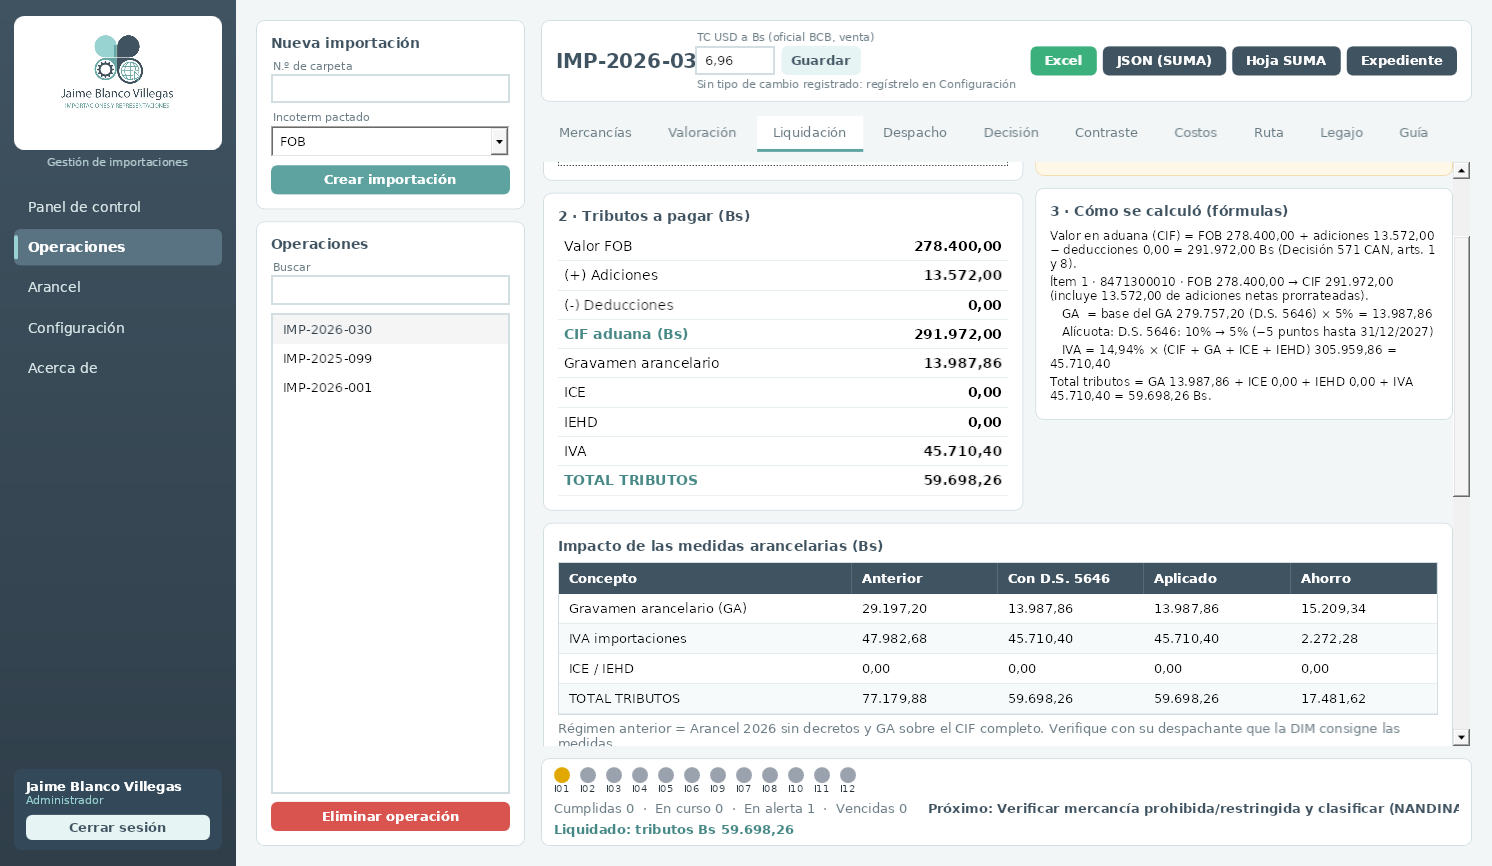 Jaime Blanco Villegas
IMPORTACIONES Y REPRESENTACIONES
Gestión de importaciones
Panel de control
Operaciones
Arancel
Configuración
Acerca de
Jaime Blanco Villegas
Administrador
Cerrar sesión
Nueva importación
N.º de carpeta
Incoterm pactado
FOB
Crear importación
Operaciones
Buscar
IMP-2026-030
IMP-2025-099
IMP-2026-001
Eliminar operación
IMP-2026-03
TC USD a Bs (oficial BCB, venta)
6,96
Guardar
Sin tipo de cambio registrado: regístrelo en Configuración
Excel
JSON (SUMA)
Hoja SUMA
Expediente
Mercancías
Valoración
Liquidación
Despacho
Decisión
Contraste
Costos
Ruta
Legajo
Guía
2 · Tributos a pagar (Bs)
Valor FOB 278.400,00
(+) Adiciones 13.572,00
(-) Deducciones 0,00
CIF aduana (Bs) 291.972,00
Gravamen arancelario 13.987,86
ICE 0,00
IEHD 0,00
IVA 45.710,40
TOTAL TRIBUTOS 59.698,26
3 · Cómo se calculó (fórmulas)
Valor en aduana (CIF) = FOB 278.400,00 + adiciones 13.572,00
− deducciones 0,00 = 291.972,00 Bs (Decisión 571 CAN, arts. 1
y 8).
Ítem 1 · 8471300010 · FOB 278.400,00 → CIF 291.972,00
(incluye 13.572,00 de adiciones netas prorrateadas).
GA = base del GA 279.757,20 (D.S. 5646) × 5% = 13.987,86
Alícuota: D.S. 5646: 10% → 5% (−5 puntos hasta 31/12/2027)
IVA = 14,94% × (CIF + GA + ICE + IEHD) 305.959,86 =
45.710,40
Total tributos = GA 13.987,86 + ICE 0,00 + IEHD 0,00 + IVA
45.710,40 = 59.698,26 Bs.
Impacto de las medidas arancelarias (Bs)
Concepto Anterior Con D.S. 5646 Aplicado Ahorro
Gravamen arancelario (GA) 29.197,20 13.987,86 13.987,86 15.209,34
IVA importaciones 47.982,68 45.710,40 45.710,40 2.272,28
ICE / IEHD 0,00 0,00 0,00 0,00
TOTAL TRIBUTOS 77.179,88 59.698,26 59.698,26 17.481,62
Régimen anterior = Arancel 2026 sin decretos y GA sobre el CIF completo. Verifique con su despachante que la DIM consigne las
medidas
I01 I02 I03 I04 I05 I06 I09 I07 I08 I10 I11 I12
Cumplidas 0 · En curso 0 · En alerta 1 · Vencidas 0
Próximo: Verificar mercancía prohibida/restringida y clasificar (NANDINA
Liquidado: tributos Bs 59.698,26